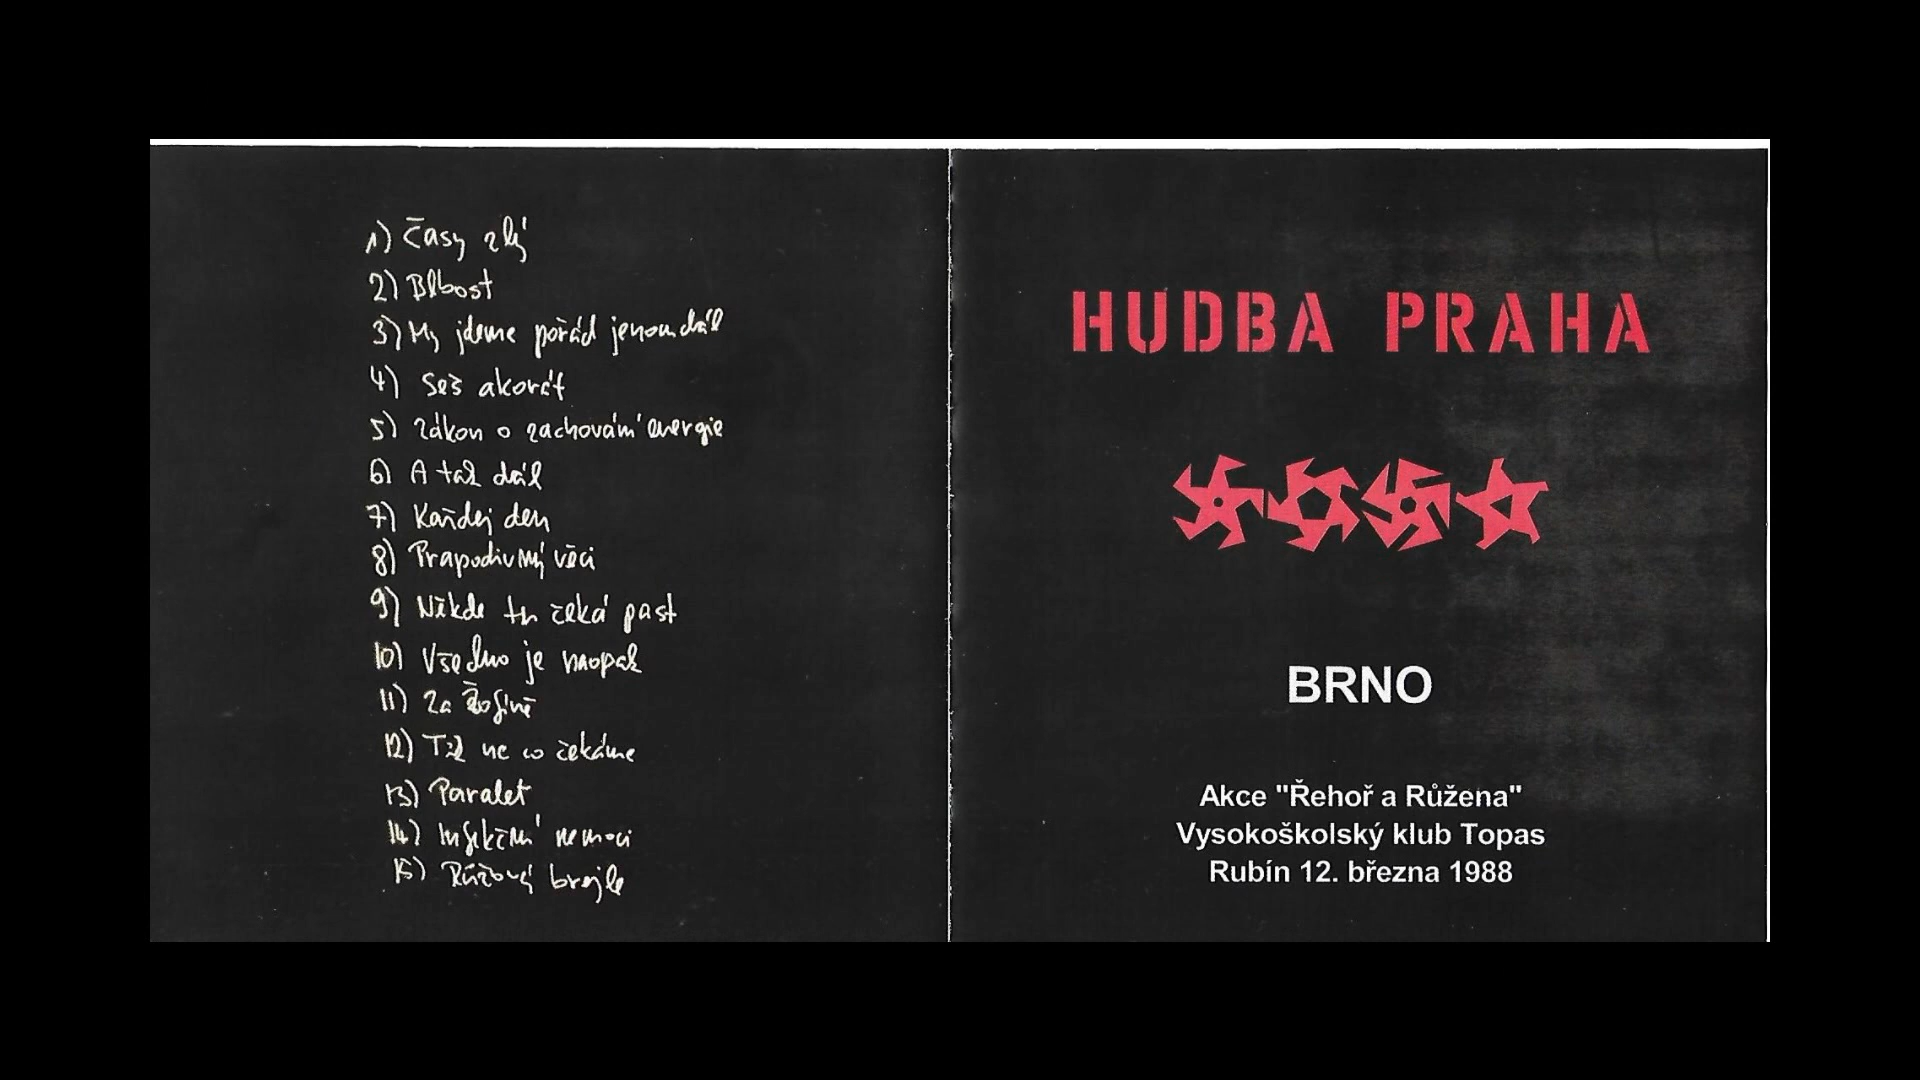 1) Časy zlý
2) Blbost
3) My jdeme pořád jenom dál
4) Seš akorát
5) Zákon o zachování energie
6) A tak dál
7) Každej den
8) Prapodivný věci
9) Někde tu čeká past
10) Všechno je naopak
11) Za Žofíně
12) Též ne co čekáme
13) Paralet
14) Infekční nemoci
15) Růžový brejle
HUDBA PRAHA
BRNO
Akce "Řehoř a Růžena"
Vysokoškolský klub Topas
Rubín 12. března 1988